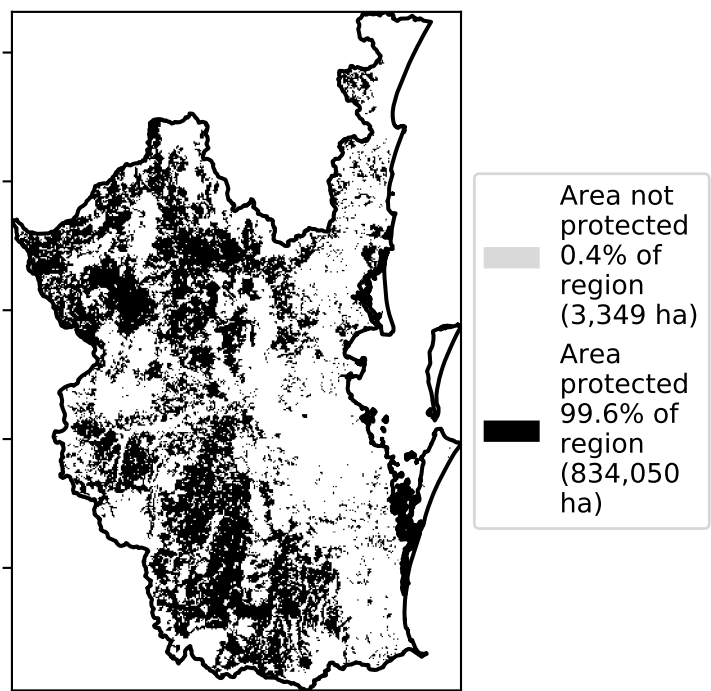 Area not
protected
0.4% of
region
(3,349 ha)
Area
protected
99.6% of
region
(834,050
ha)